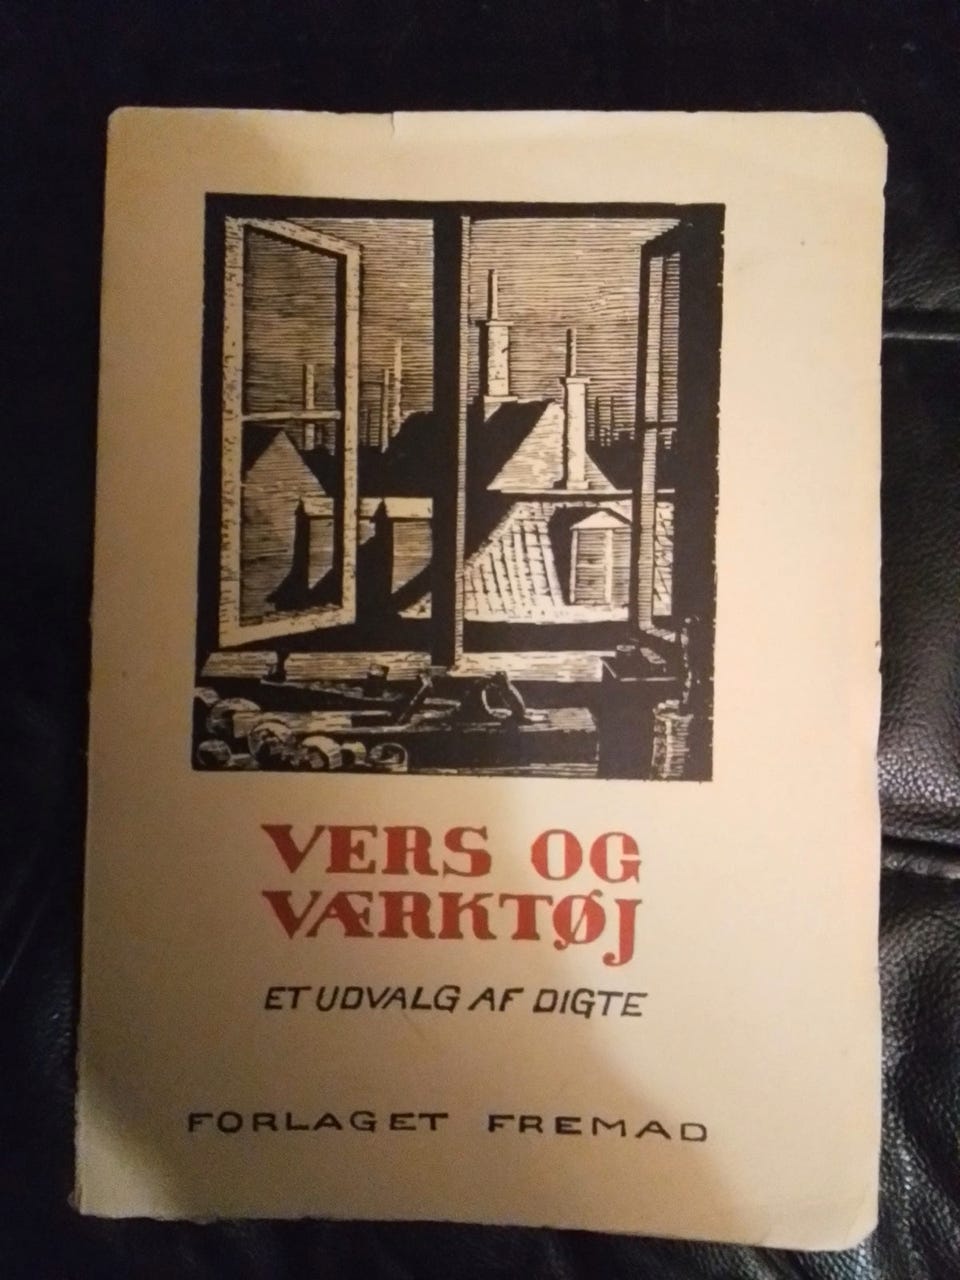 VERS OG
VÆRKTØJ
ET UDVALG AF DIGTE
FORLAGET FREMAD